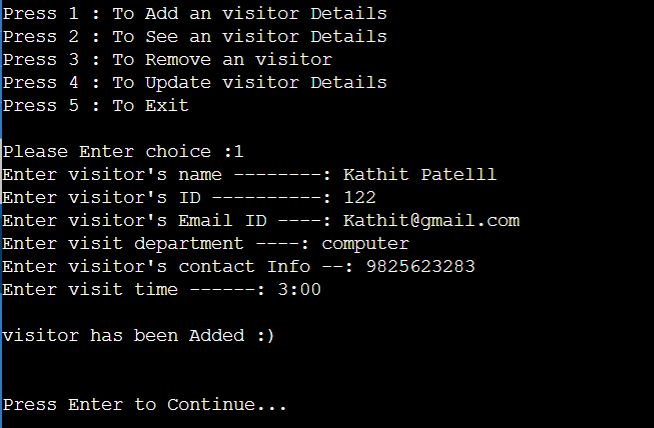 Press 1 : To Add an visitor Details
Press 2 : To See an visitor Details
Press 3 : To Remove an visitor
Press 4 : To Update visitor Details
Press 5 : To Exit
Please Enter choice :1
Enter visitor's name --------: Kathit Patelll
Enter visitor's ID ----------: 122
Enter visitor's Email ID ----: Kathit@gmail.com
Enter visit department ----: computer
Enter visitor's contact Info --: 9825623283
Enter visit time ------: 3:00
visitor has been Added :)
Press Enter to Continue...